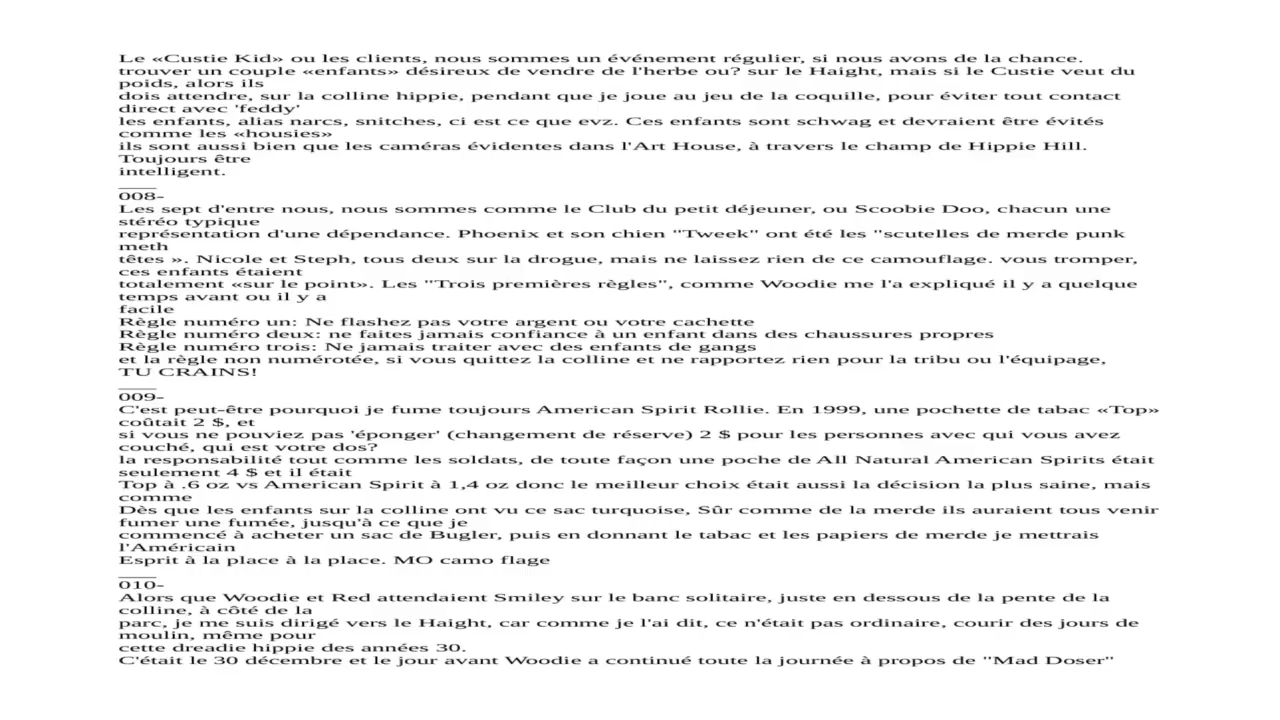 Le «Custie Kid» ou les clients, nous sommes un événement régulier, si nous avons de la chance.
trouver un couple «enfants» désireux de vendre de l'herbe ou? sur le Haight, mais si le Custie veut du
poids, alors ils
dois attendre, sur la colline hippie, pendant que je joue au jeu de la coquille, pour éviter tout contact
direct avec 'feddy'
les enfants, alias narcs, snitches, ci est ce que evz. Ces enfants sont schwag et devraient être évités
comme les «housies»
ils sont aussi bien que les caméras évidentes dans l'Art House, à travers le champ de Hippie Hill.
Toujours être
intelligent.
____
008-
Les sept d'entre nous, nous sommes comme le Club du petit déjeuner, ou Scoobie Doo, chacun une
stéréo typique
représentation d'une dépendance. Phoenix et son chien "Tweek" ont été les "scutelles de merde punk
meth
têtes ». Nicole et Steph, tous deux sur la drogue, mais ne laissez rien de ce camouflage. vous tromper,
ces enfants étaient
totalement «sur le point». Les "Trois premières règles", comme Woodie me l'a expliqué il y a quelque
temps avant ou il y a
facile
Règle numéro un: Ne flashez pas votre argent ou votre cachette
Règle numéro deux: ne faites jamais confiance à un enfant dans des chaussures propres
Règle numéro trois: Ne jamais traiter avec des enfants de gangs
et la règle non numérotée, si vous quittez la colline et ne rapportez rien pour la tribu ou l'équipage,
TU CRAINS!
____
009-
C'est peut-être pourquoi je fume toujours American Spirit Rollie. En 1999, une pochette de tabac «Top»
coûtait 2 $, et
si vous ne pouviez pas 'éponger' (changement de réserve) 2 $ pour les personnes avec qui vous avez
couché, qui est votre dos?
la responsabilité tout comme les soldats, de toute façon une poche de All Natural American Spirits était
seulement 4 $ et il était
Top à .6 oz vs American Spirit à 1,4 oz donc le meilleur choix était aussi la décision la plus saine, mais
comme
Dès que les enfants sur la colline ont vu ce sac turquoise, Sûr comme de la merde ils auraient tous venir
fumer une fumée, jusqu'à ce que je
commencé à acheter un sac de Bugler, puis en donnant le tabac et les papiers de merde je mettrais
l'Américain
Esprit à la place à la place. MO camo flage
____
010-
Alors que Woodie et Red attendaient Smiley sur le banc solitaire, juste en dessous de la pente de la
colline, à côté de la
parc, je me suis dirigé vers le Haight, car comme je l'ai dit, ce n'était pas ordinaire, courir des jours de
moulin, même pour
cette dreadie hippie des années 30.
C'était le 30 décembre et le jour avant Woodie a continué toute la journée à propos de "Mad Doser"